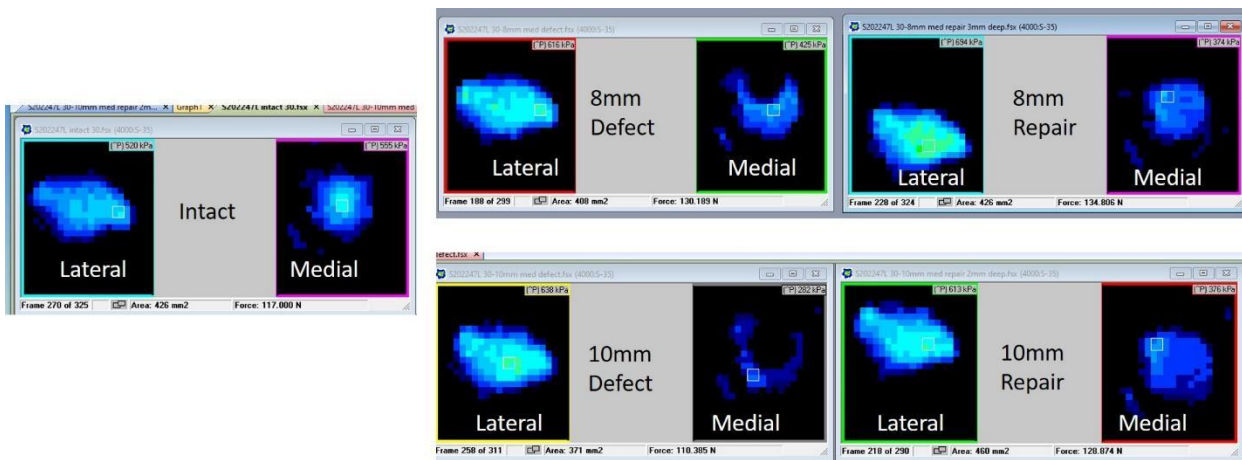 S202247L 30-10mm med repair 2m... × Graph1 × S202247L intact 30.fsx × S202247L 30-10mm med
S202247L intact 30.fsx (4000:S-35)
(^P) 520 kPa
(^P) 555 kPa
Intact
Lateral
Medial
Frame 270 of 325
Area: 426 mm2
Force: 117.000 N
S202247L 30-8mm med defect.fsx (4000:S-35)
(^P) 616 kPa
(^P) 425 kPa
8mm
Defect
Lateral
Medial
Frame 188 of 299
Area: 408 mm2
Force: 130.189 N
S202247L 30-8mm med repair 3mm deep.fsx (4000:S-35)
(^P) 694 kPa
(^P) 374 kPa
8mm
Repair
Lateral
Medial
Frame 228 of 324
Area: 426 mm2
Force: 134.806 N
defect.fsx ×
S202247L 30-10mm med defect.fsx (4000:S-35)
(^P) 638 kPa
(^P) 282 kPa
10mm
Defect
Lateral
Medial
Frame 258 of 311
Area: 371 mm2
Force: 110.385 N
S202247L 30-10mm med repair 2mm deep.fsx (4000:S-35)
(^P) 613 kPa
(^P) 376 kPa
10mm
Repair
Lateral
Medial
Frame 218 of 290
Area: 460 mm2
Force: 128.874 N